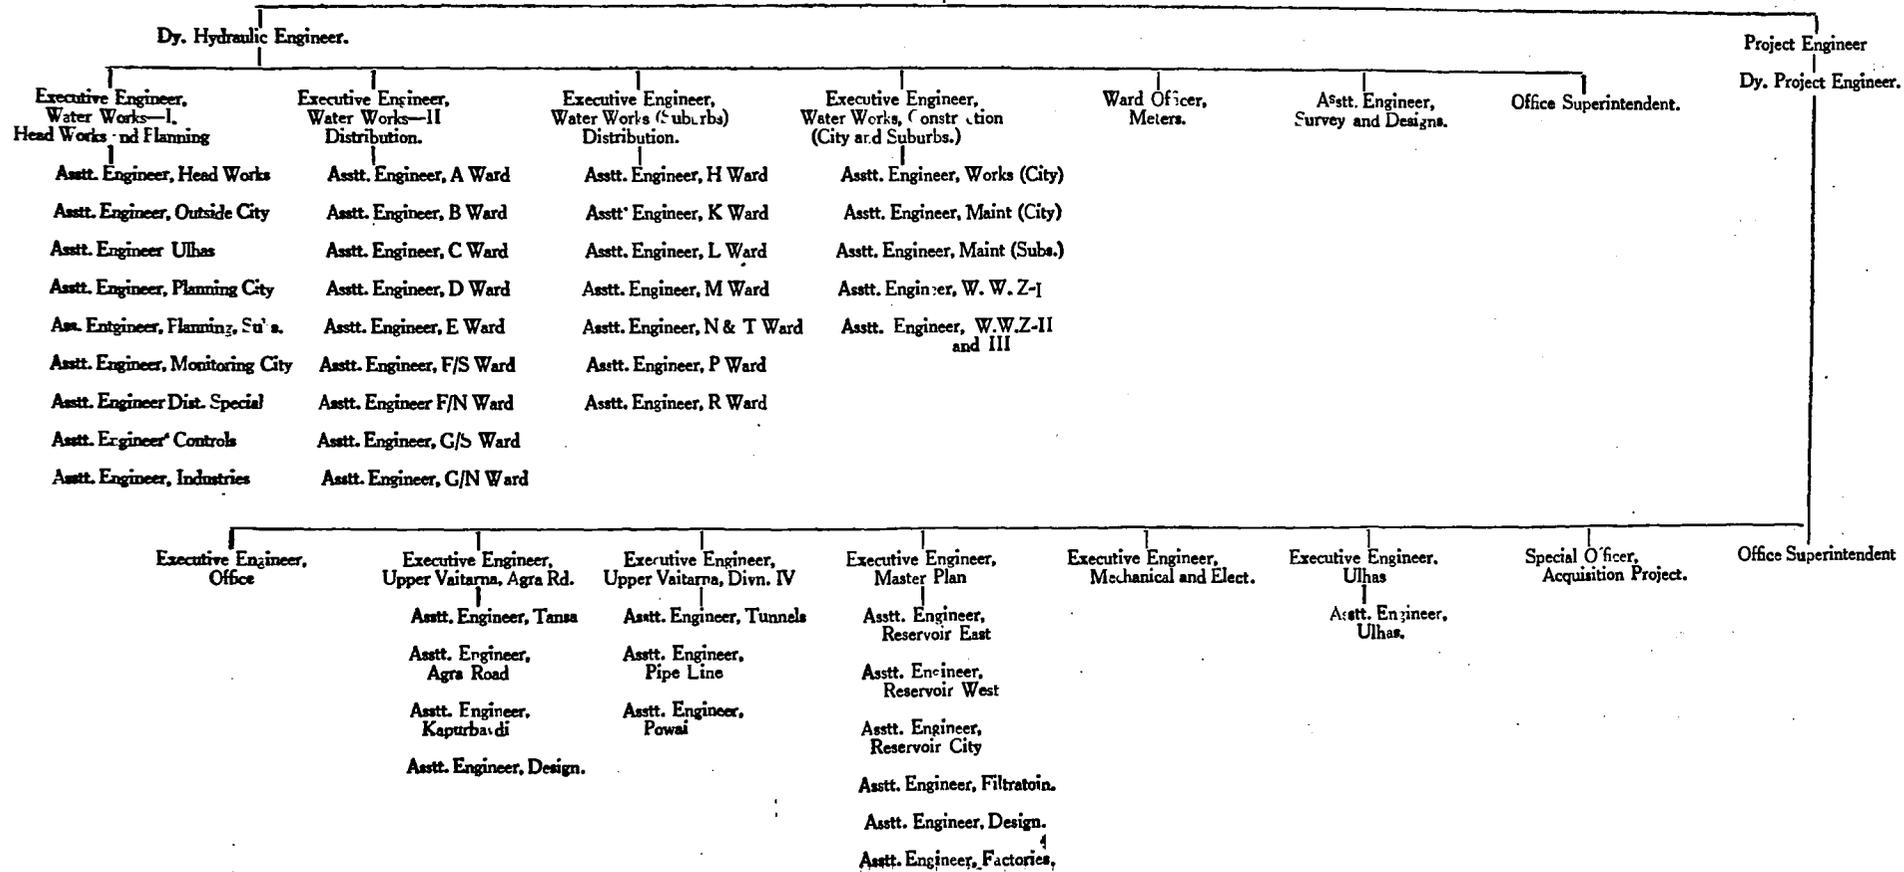 Dy. Hydraulic Engineer.
Project Engineer
Dy. Project Engineer.
Executive Engineer,
Water Works—I.
Head Works nd Planning
Asstt. Engineer, Head Works
Asstt. Engineer, Outside City
Asstt. Engineer Ulhas
Asstt. Engineer, Planning City
Ass. Entgineer, Planning, Su s.
Asstt. Engineer, Monitoring City
Asstt. Engineer Dist. Special
Asstt. Engineer Controls
Asstt. Engineer, Industries
Executive Engineer,
Water Works—II
Distribution.
Asstt. Engineer, A Ward
Asstt. Engineer, B Ward
Asstt. Engineer, C Ward
Asstt. Engineer, D Ward
Asstt. Engineer, E Ward
Asstt. Engineer, F/S Ward
Asstt. Engineer F/N Ward
Asstt. Engineer, G/S Ward
Asstt. Engineer, G/N Ward
Executive Engineer,
Water Works (Suburbs)
Distribution.
Asstt. Engineer, H Ward
Asstt. Engineer, K Ward
Asstt. Engineer, L Ward
Asstt. Engineer, M Ward
Asstt. Engineer, N & T Ward
Asstt. Engineer, P Ward
Asstt. Engineer, R Ward
Executive Engineer,
Water Works, Construction
(City and Suburbs.)
Asstt. Engineer, Works (City)
Asstt. Engineer, Maint (City)
Asstt. Engineer, Maint (Subs.)
Asstt. Engineer, W. W. Z-I
Asstt. Engineer, W.W.Z-II
and III
Ward Officer,
Meters.
Asstt. Engineer,
Survey and Designs.
Office Superintendent.
Executive Engineer,
Office
Executive Engineer,
Upper Vaitarna, Agra Rd.
Asstt. Engineer, Tansa
Asstt. Engineer,
Agra Road
Asstt. Engineer,
Kapurbavdi
Asstt. Engineer, Design.
Executive Engineer,
Upper Vaitarna, Divn. IV
Asstt. Engineer, Tunnels
Asstt. Engineer,
Pipe Line
Asstt. Engineer,
Powai
Executive Engineer,
Master Plan
Asstt. Engineer,
Reservoir East
Asstt. Engineer,
Reservoir West
Asstt. Engineer,
Reservoir City
Asstt. Engineer, Filtratoin.
Asstt. Engineer, Design.
Asstt. Engineer, Factories,
Executive Engineer,
Mechanical and Elect.
Executive Engineer.
Ulhas
Asstt. Engineer,
Ulhas.
Special Officer,
Acquisition Project.
Office Superintendent